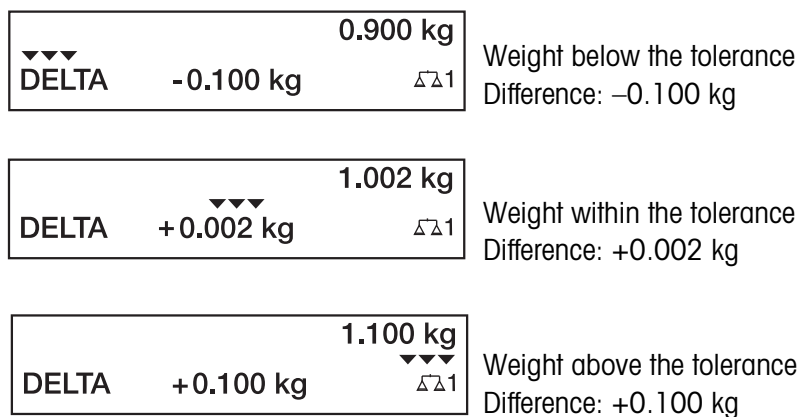 0.900 kg
DELTA -0.100 kg 1
Weight below the tolerance
Difference: –0.100 kg
1.002 kg
DELTA +0.002 kg 1
Weight within the tolerance
Difference: +0.002 kg
1.100 kg
DELTA +0.100 kg 1
Weight above the tolerance
Difference: +0.100 kg